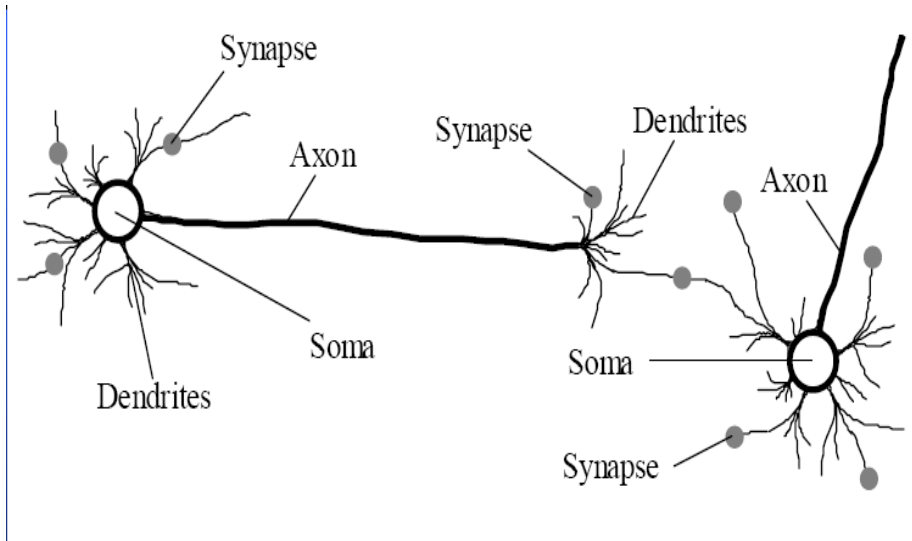 Synapse
Synapse
Dendrites
Axon
Axon
Soma
Soma
Dendrites
Synapse